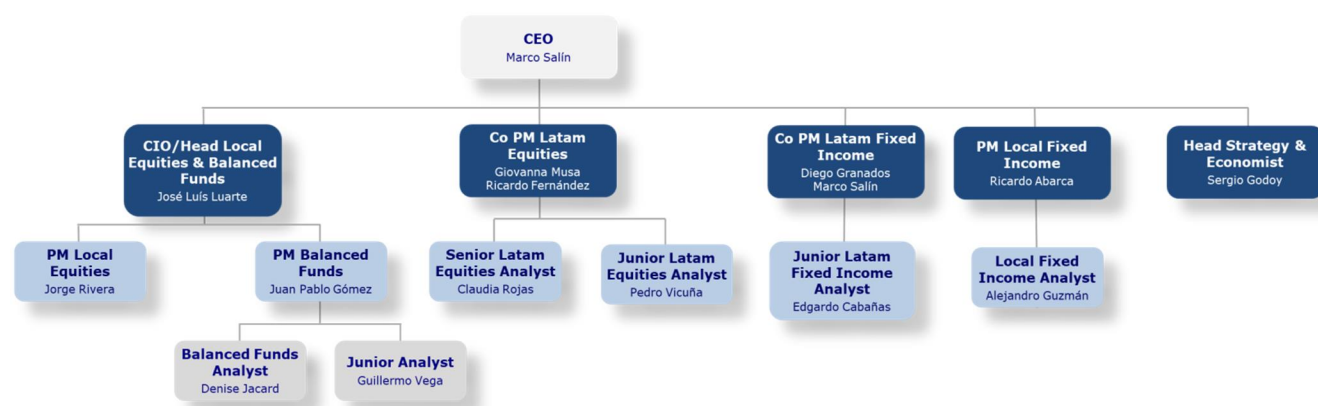 CEO
Marco Salín
CIO/Head Local
Equities & Balanced
Funds
José Luís Luarte
Co PM Latam
Equities
Giovanna Musa
Ricardo Fernández
Co PM Latam Fixed
Income
Diego Granados
Marco Salín
PM Local Fixed
Income
Ricardo Abarca
Head Strategy &
Economist
Sergio Godoy
PM Local
Equities
Jorge Rivera
PM Balanced
Funds
Juan Pablo Gómez
Senior Latam
Equities Analyst
Claudia Rojas
Junior Latam
Equities Analyst
Pedro Vicuña
Junior Latam
Fixed Income
Analyst
Edgardo Cabañas
Local Fixed
Income Analyst
Alejandro Guzmán
Balanced Funds
Analyst
Denise Jacard
Junior Analyst
Guillermo Vega